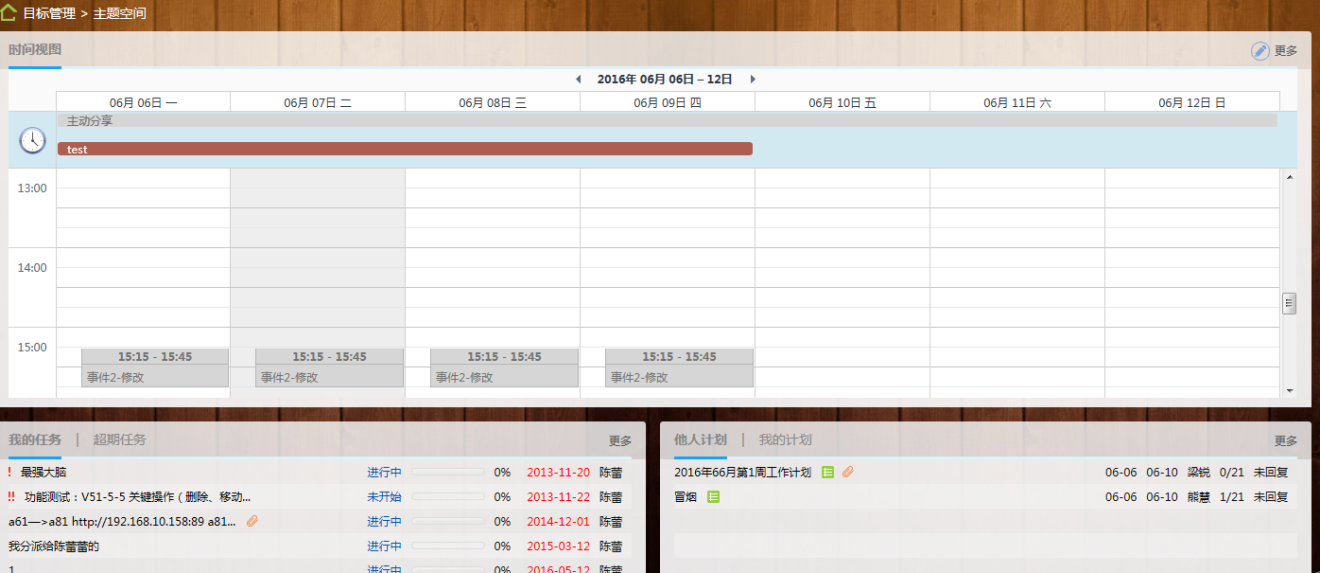 目标管理 > 主题空间
时间视图 更多
2016年 06月 06日 – 12日
06月 06日 一 06月 07日 二 06月 08日 三 06月 09日 四 06月 10日 五 06月 11日 六 06月 12日 日
主动分享
test
13:00
14:00
15:00
15:15 - 15:45 15:15 - 15:45 15:15 - 15:45 15:15 - 15:45
事件2-修改 事件2-修改 事件2-修改 事件2-修改
我的任务 | 超期任务 更多
! 最强大脑 进行中 0% 2013-11-20 陈蕾
!! 功能测试：V51-5-5 关键操作（删除、移动... 未开始 0% 2013-11-22 陈蕾
a61—>a81 http://192.168.10.158:89 a81... 进行中 0% 2014-12-01 陈蕾
我分派给陈蕾蕾的 进行中 0% 2015-03-12 陈蕾
1 进行中 0% 2016-05-12 陈蕾
他人计划 | 我的计划 更多
2016年66月第1周工作计划 06-06 06-10 梁锐 0/21 未回复
冒烟 06-06 06-10 熊慧 1/21 未回复